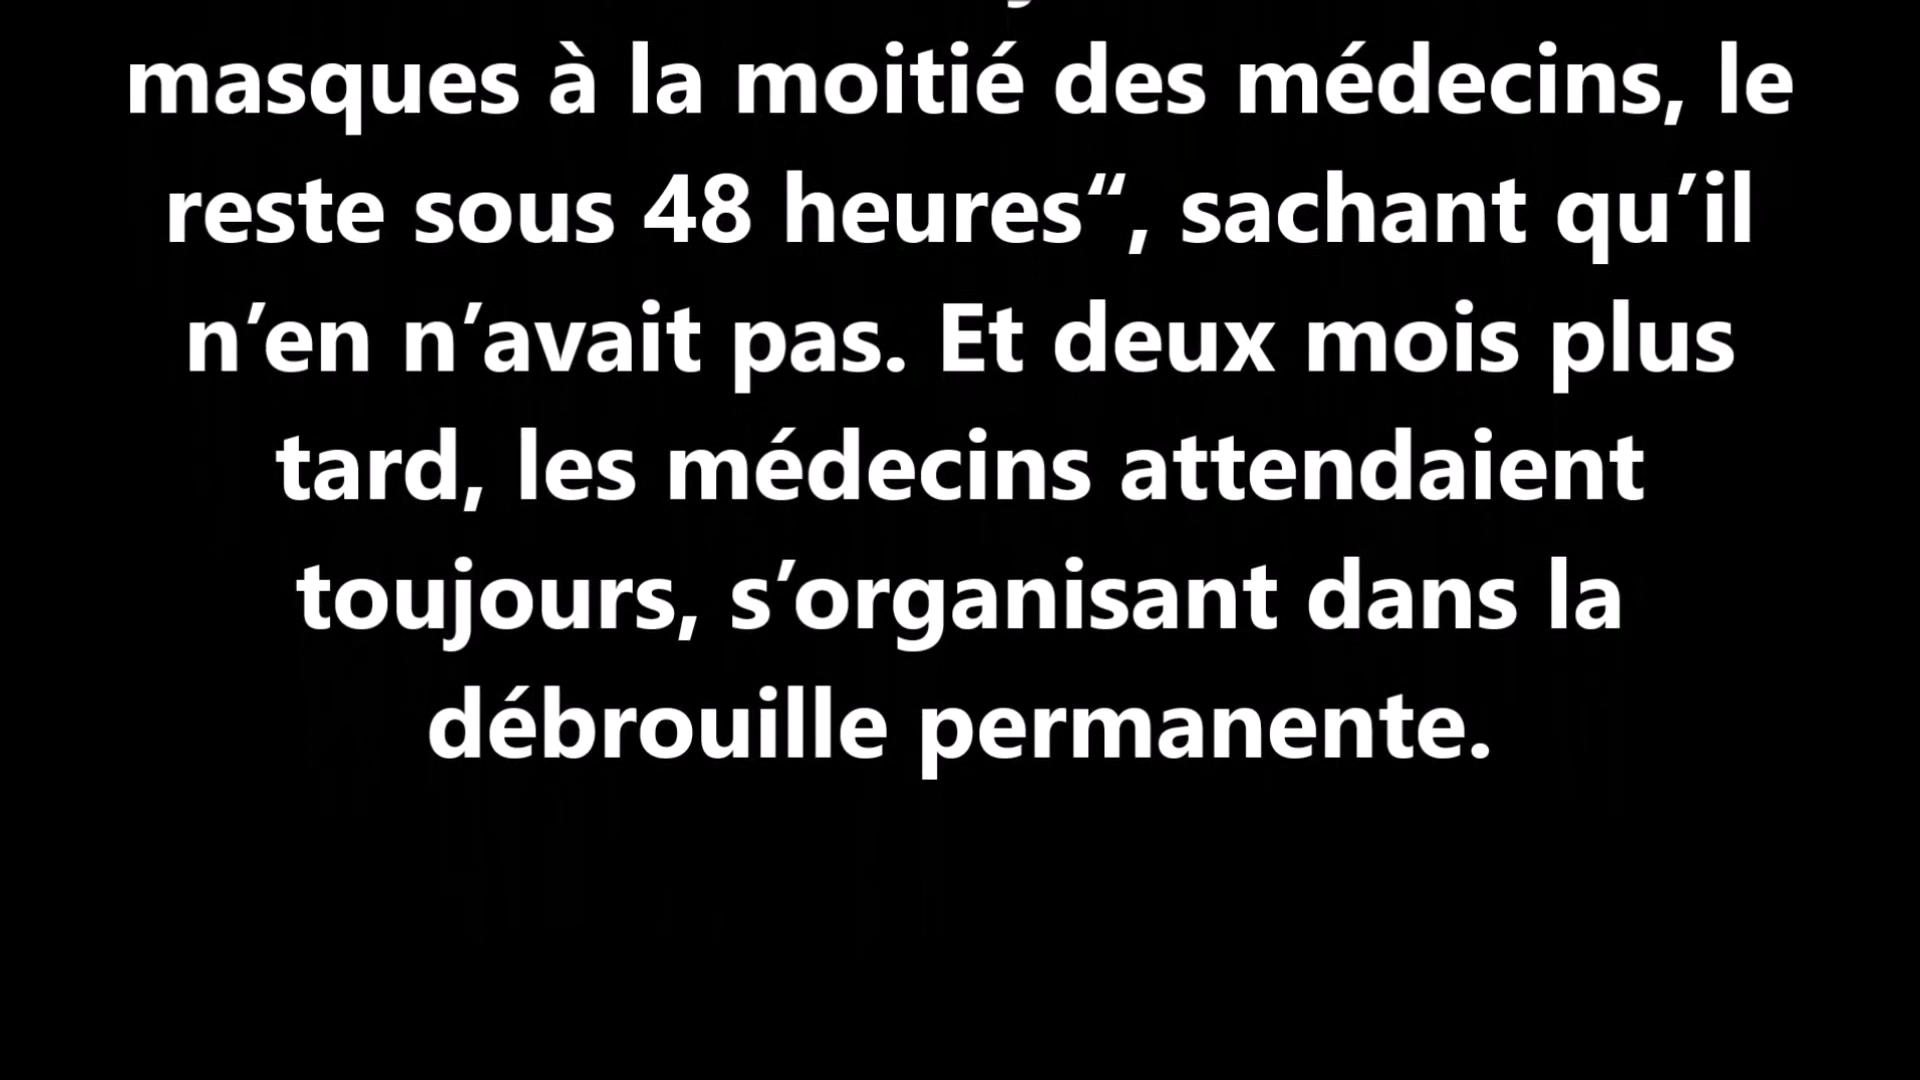 masques à la moitié des médecins, le
reste sous 48 heures“, sachant qu’il
n’en n’avait pas. Et deux mois plus
tard, les médecins attendaient
toujours, s’organisant dans la
débrouille permanente.